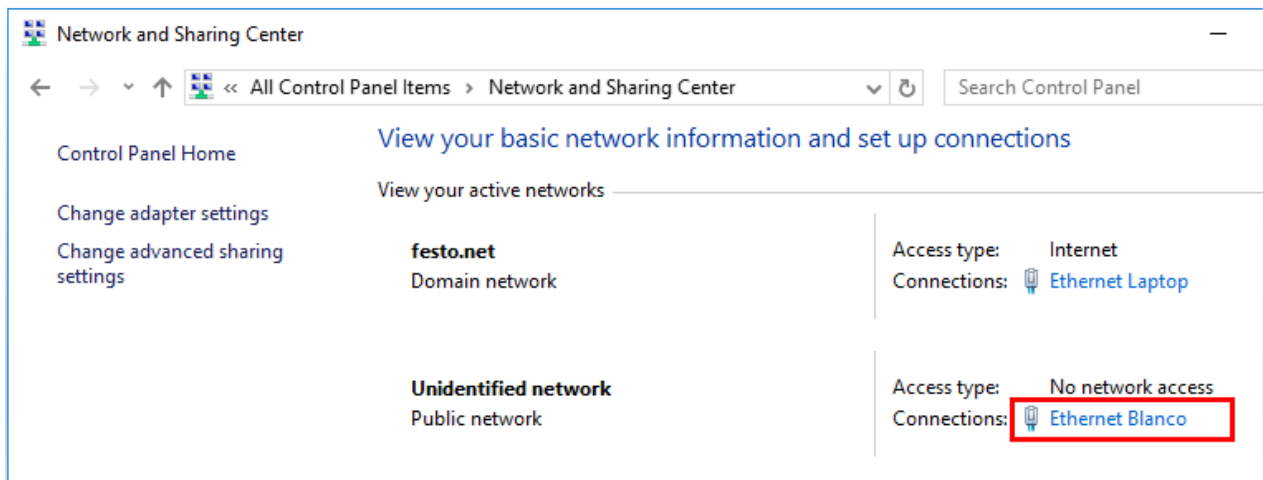 Network and Sharing Center
« All Control Panel Items › Network and Sharing Center
Search Control Panel
Control Panel Home
Change adapter settings
Change advanced sharing
settings
View your basic network information and set up connections
View your active networks
festo.net
Domain network
Access type: Internet
Connections: Ethernet Laptop
Unidentified network
Public network
Access type: No network access
Connections: Ethernet Blanco